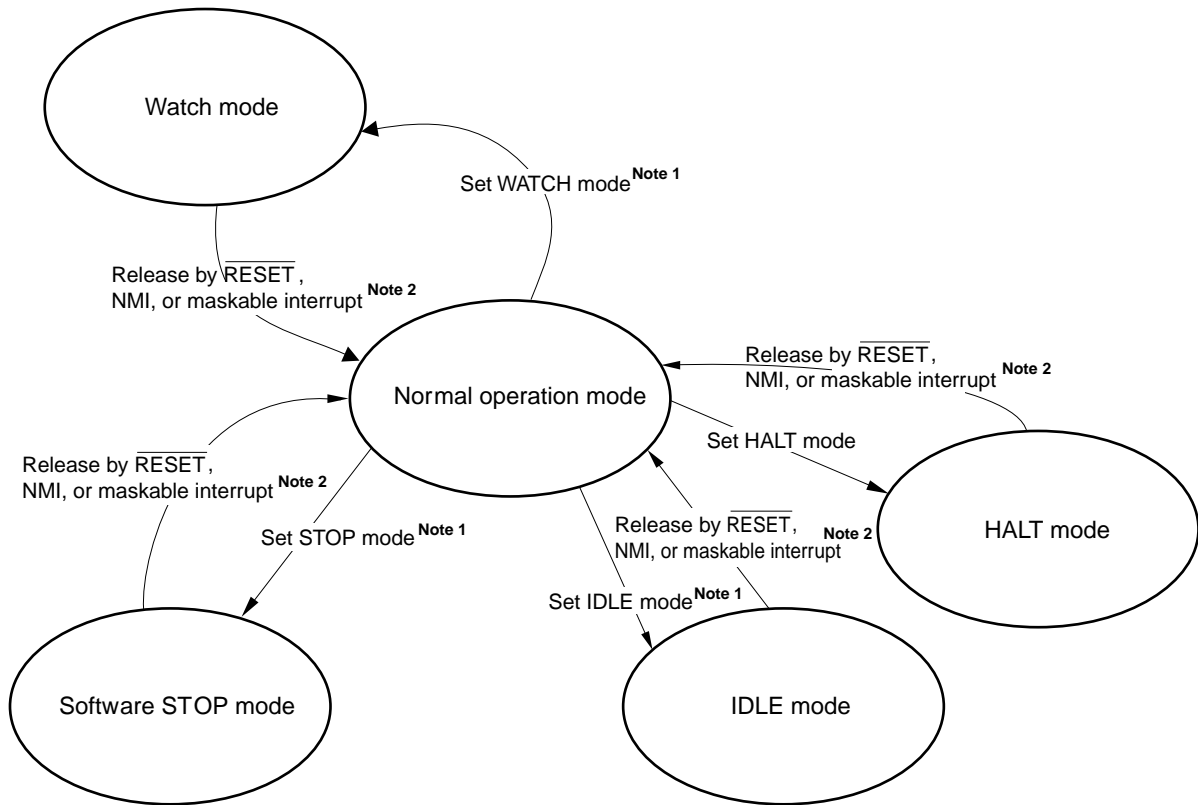 Watch mode
Set WATCH mode Note 1
Release by RESET,
NMI, or maskable interrupt Note 2
Normal operation mode
Release by RESET,
NMI, or maskable interrupt Note 2
Set HALT mode
HALT mode
Release by RESET,
NMI, or maskable interrupt Note 2
Set STOP mode Note 1
Software STOP mode
Release by RESET,
NMI, or maskable interrupt Note 2
Set IDLE mode Note 1
IDLE mode